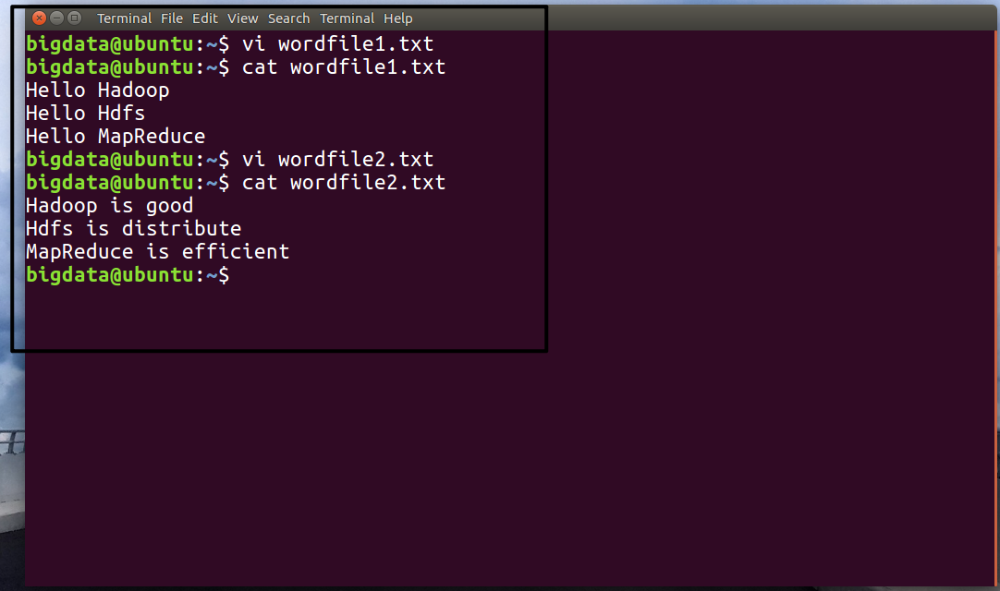 Terminal File Edit View Search Terminal Help
bigdata@ubuntu:~$ vi wordfile1.txt
bigdata@ubuntu:~$ cat wordfile1.txt
Hello Hadoop
Hello Hdfs
Hello MapReduce
bigdata@ubuntu:~$ vi wordfile2.txt
bigdata@ubuntu:~$ cat wordfile2.txt
Hadoop is good
Hdfs is distribute
MapReduce is efficient
bigdata@ubuntu:~$